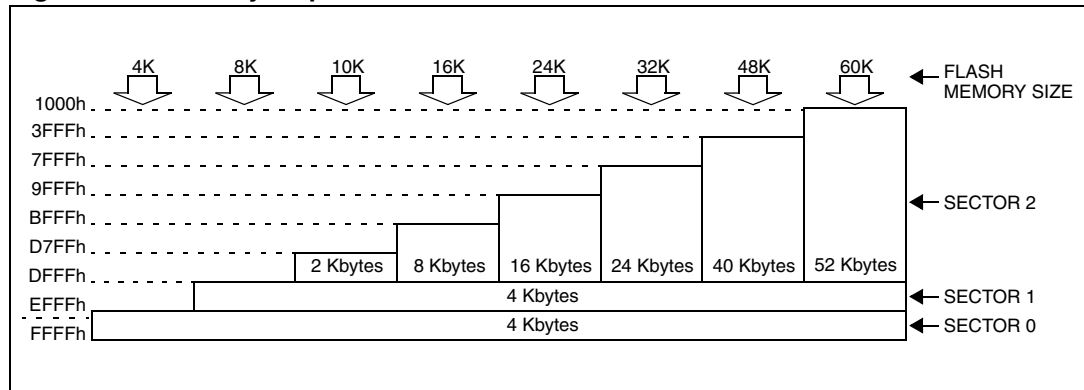 4K 8K 10K 16K 24K 32K 48K 60K
FLASH
MEMORY SIZE
1000h
3FFFh
7FFFh
9FFFh
SECTOR 2
BFFFh
D7FFh
2 Kbytes 8 Kbytes 16 Kbytes 24 Kbytes 40 Kbytes 52 Kbytes
DFFFh
4 Kbytes
SECTOR 1
EFFFh
4 Kbytes
SECTOR 0
FFFFh